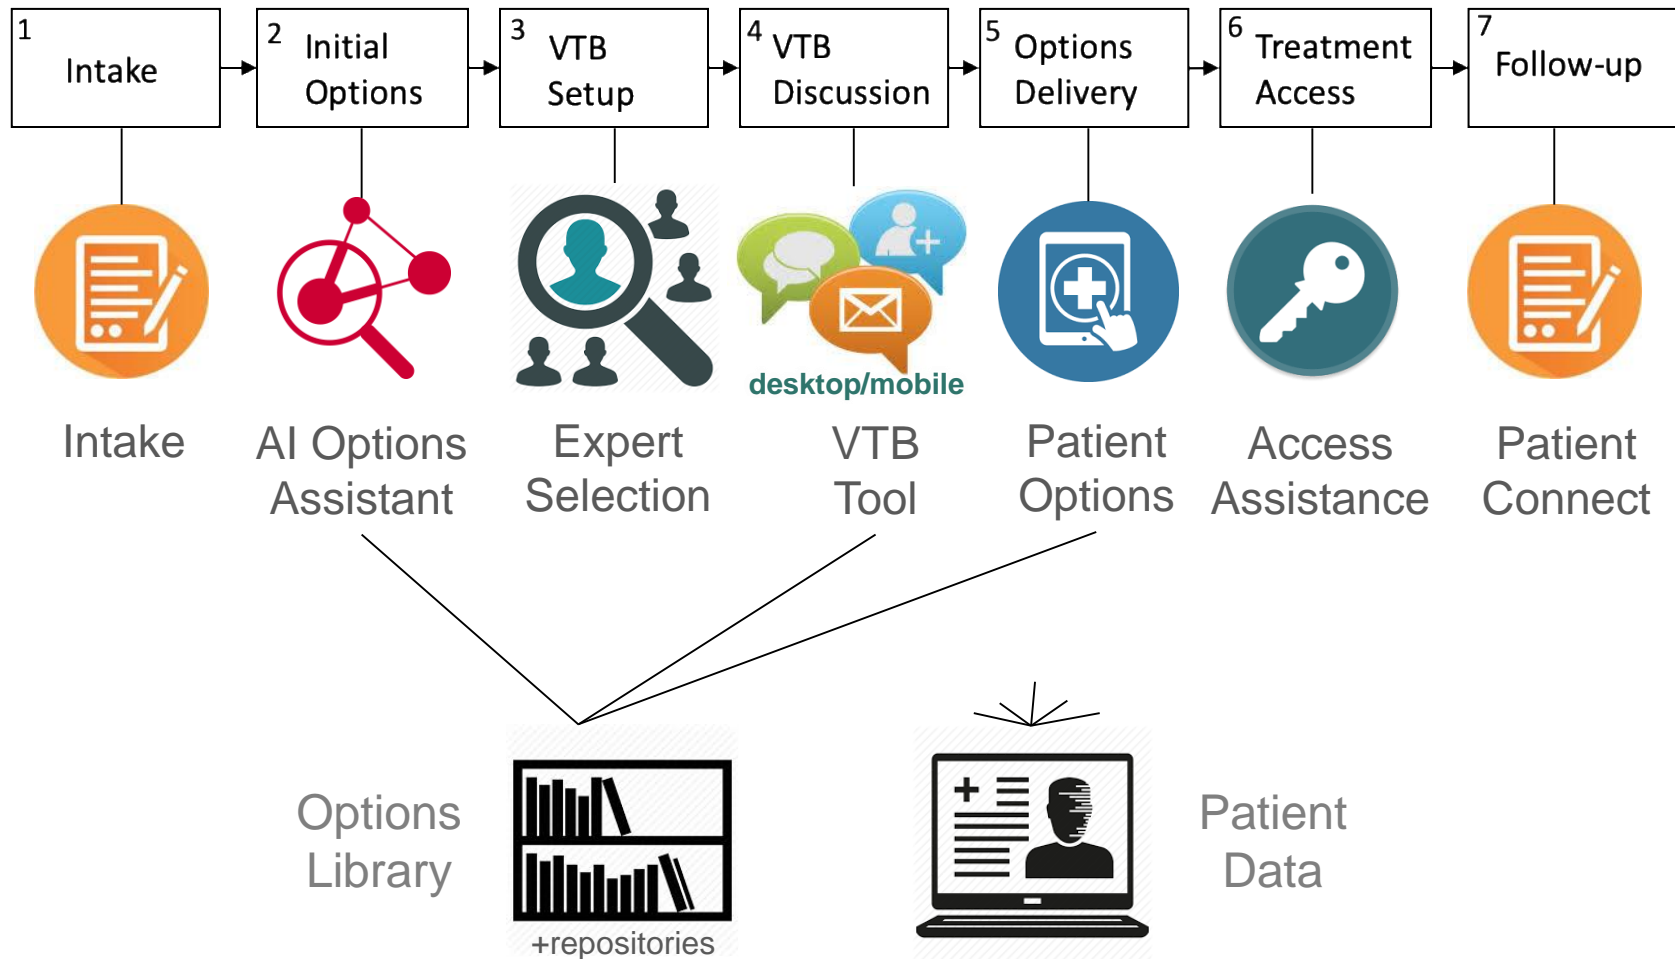 1
Intake
2
Initial
Options
3
VTB
Setup
4
VTB
Discussion
5
Options
Delivery
6
Treatment
Access
7
Follow-up
desktop/mobile
Intake
AI Options
Assistant
Expert
Selection
VTB
Tool
Patient
Options
Access
Assistance
Patient
Connect
Options
Library
+repositories
Patient
Data